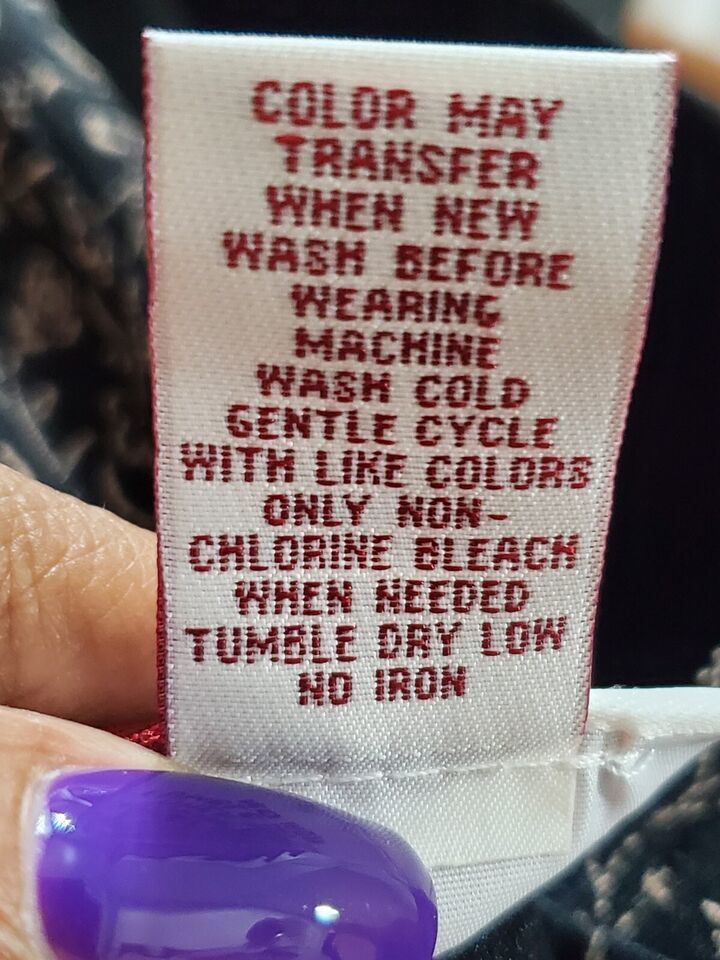 COLOR MAY
TRANSFER
WHEN NEW
WASH BEFORE
WEARING
MACHINE
WASH COLD
GENTLE CYCLE
WITH LIKE COLORS
ONLY NON-
CHLORINE BLEACH
WHEN NEEDED
TUMBLE DRY LOW
NO IRON